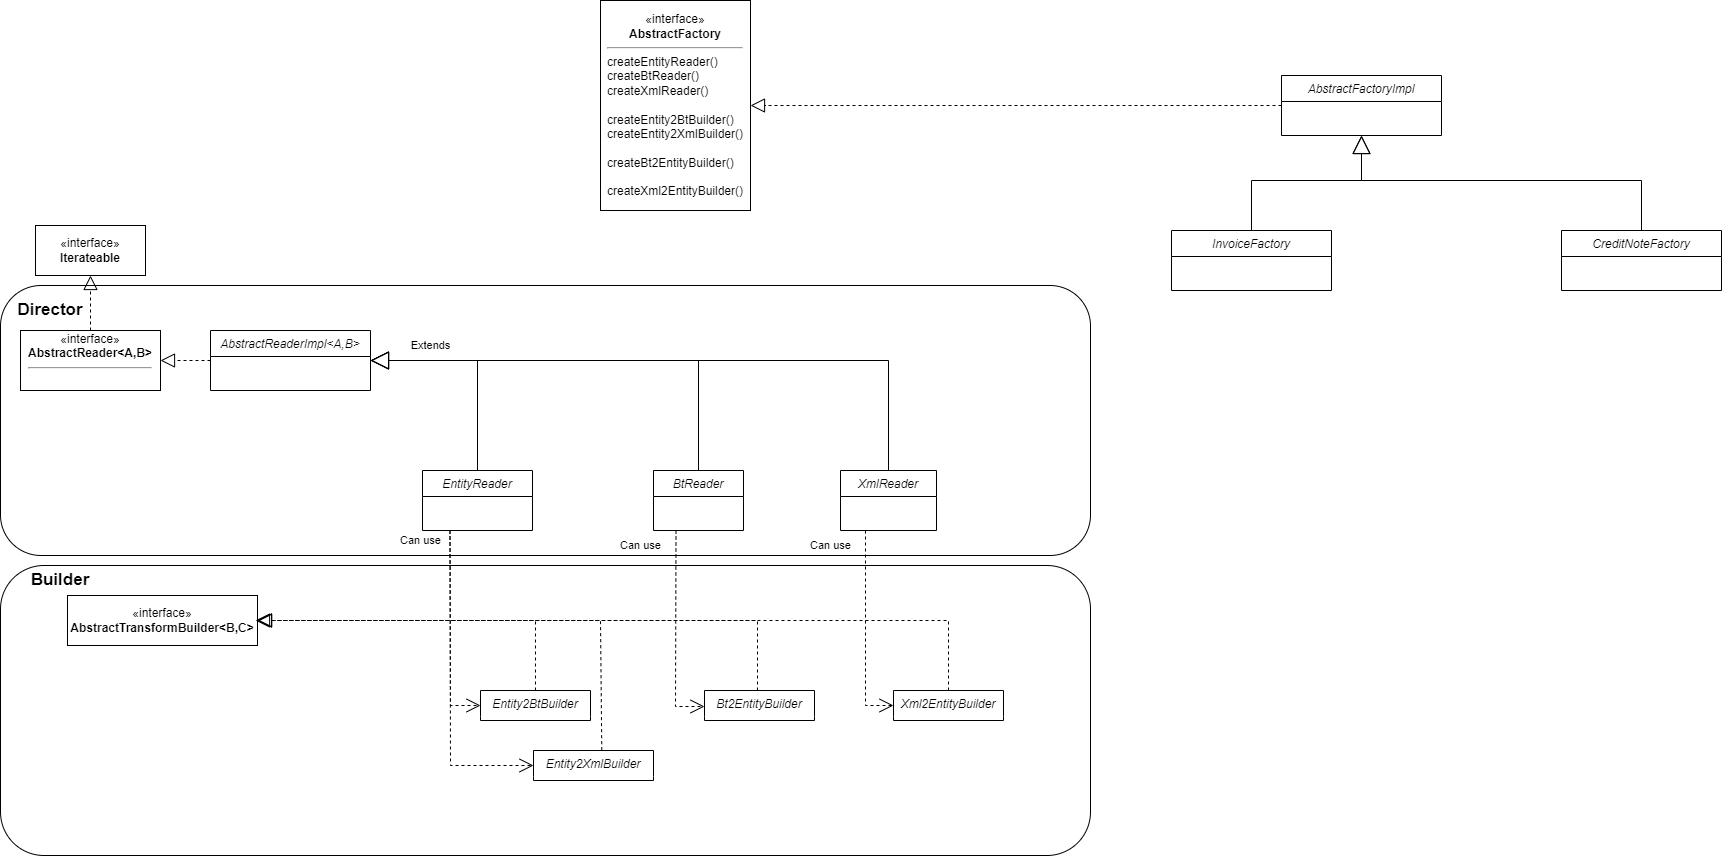 «interface»
AbstractFactory
createEntityReader()
createBtReader()
createXmlReader()
createEntity2BtBuilder()
createEntity2XmlBuilder()
createBt2EntityBuilder()
createXml2EntityBuilder()
AbstractFactoryImpl
InvoiceFactory
CreditNoteFactory
«interface»
Iterateable
Director
«interface»
AbstractReader<A,B>
AbstractReaderImpl<A,B>
Extends
EntityReader
BtReader
XmlReader
Can use
Can use
Can use
Builder
«interface»
AbstractTransformBuilder<B,C>
Entity2BtBuilder
Bt2EntityBuilder
Xml2EntityBuilder
Entity2XmlBuilder